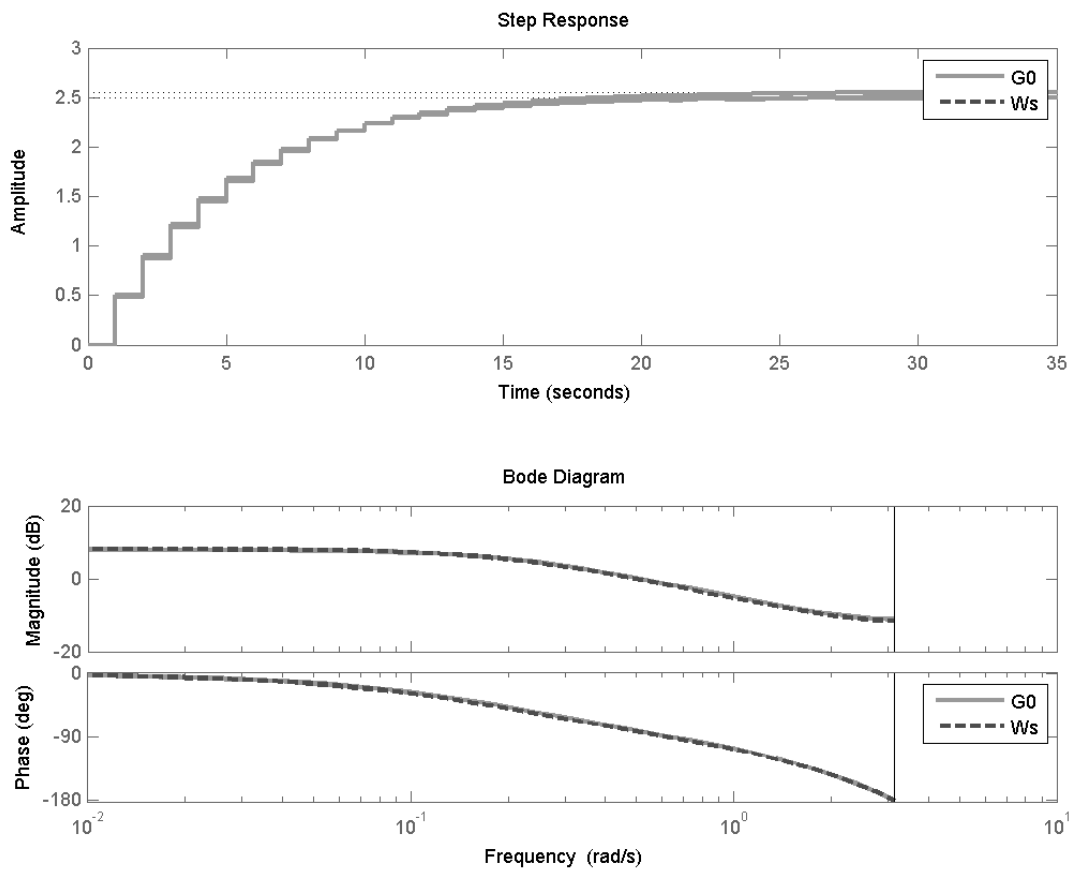 Step Response
3
2.5
2
1.5
1
0.5
0
Amplitude
G0
Ws
0 5 10 15 20 25 30 35
Time (seconds)
Bode Diagram
20
0
-20
Magnitude (dB)
0
-90
-180
Phase (deg)
G0
Ws
10^-2 10^-1 10^0 10^1
Frequency (rad/s)